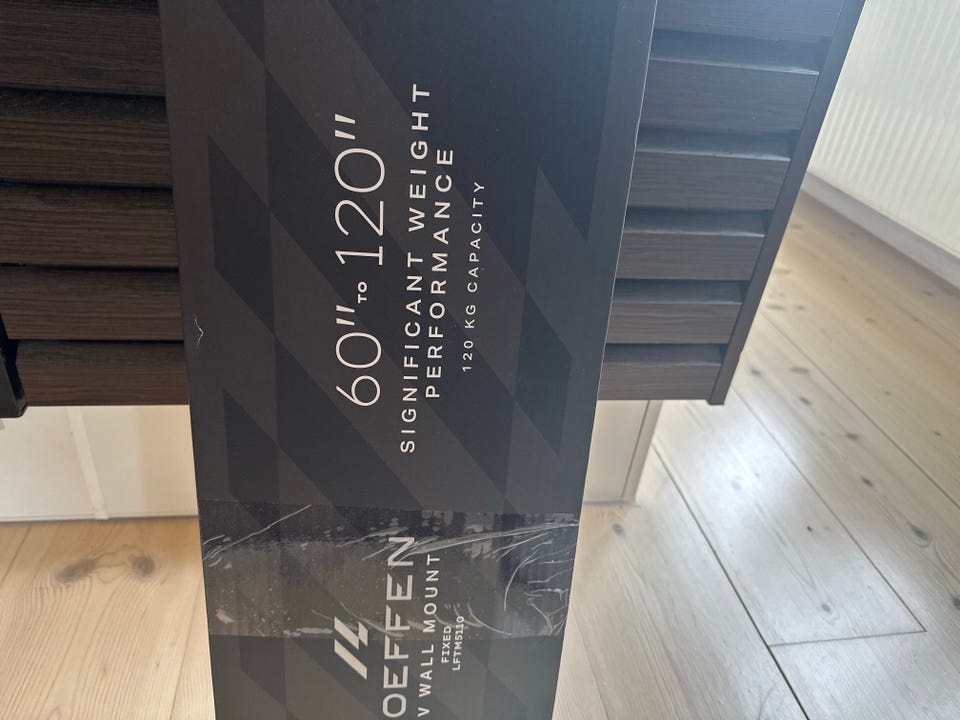 60" TO 120"
SIGNIFICANT WEIGHT
PERFORMANCE
120 KG CAPACITY
OEFFEN
V WALL MOUNT
FIXED
LFTM5110